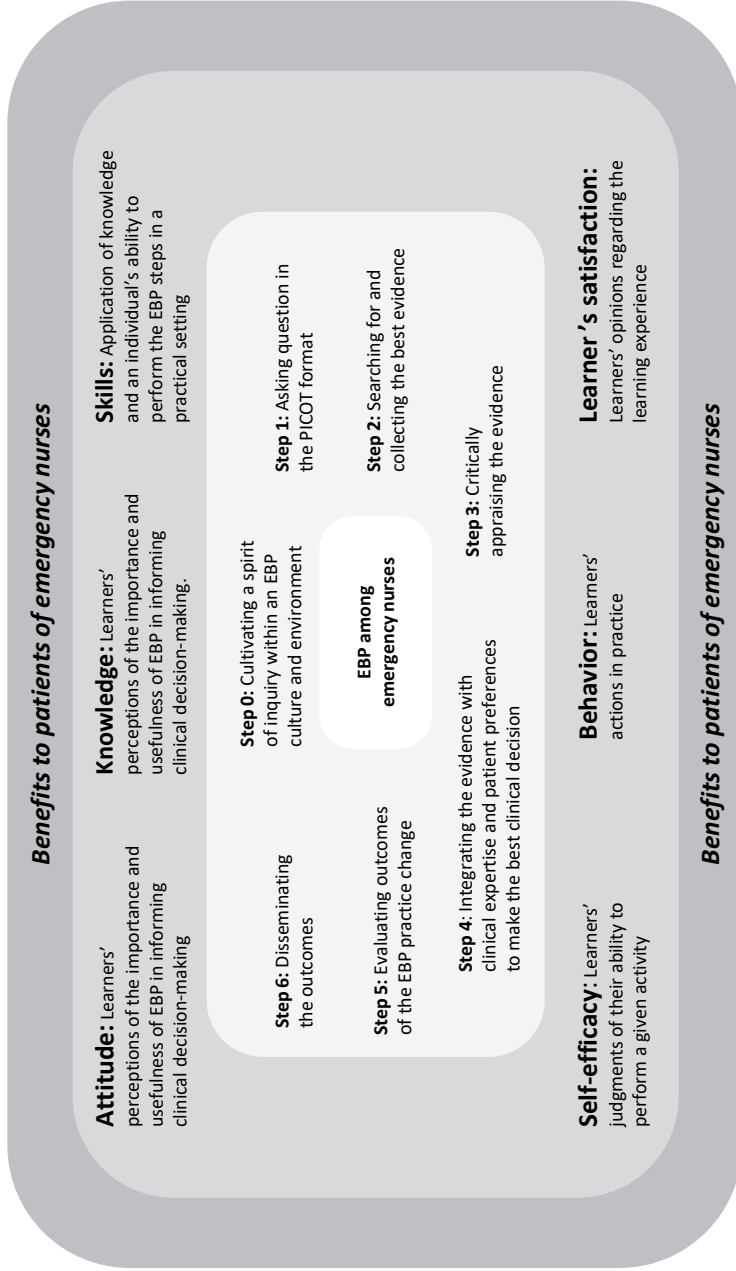 Benefits to patients of emergency nurses
Attitude: Learners'
perceptions of the importance and
usefulness of EBP in informing
clinical decision-making
Knowledge: Learners'
perceptions of the importance and
usefulness of EBP in informing
clinical decision-making.
Skills: Application of knowledge
and an individual's ability to
perform the EBP steps in a
practical setting
Step 0: Cultivating a spirit
of inquiry within an EBP
culture and environment
Step 1: Asking question in
the PICOT format
Step 2: Searching for and
collecting the best evidence
Step 3: Critically
appraising the evidence
Step 4: Integrating the evidence with
clinical expertise and patient preferences
to make the best clinical decision
Step 5: Evaluating outcomes
of the EBP practice change
Step 6: Disseminating
the outcomes
EBP among
emergency nurses
Self-efficacy: Learners'
judgments of their ability to
perform a given activity
Behavior: Learners'
actions in practice
Learner's satisfaction:
Learners' opinions regarding the
learning experience
Benefits to patients of emergency nurses